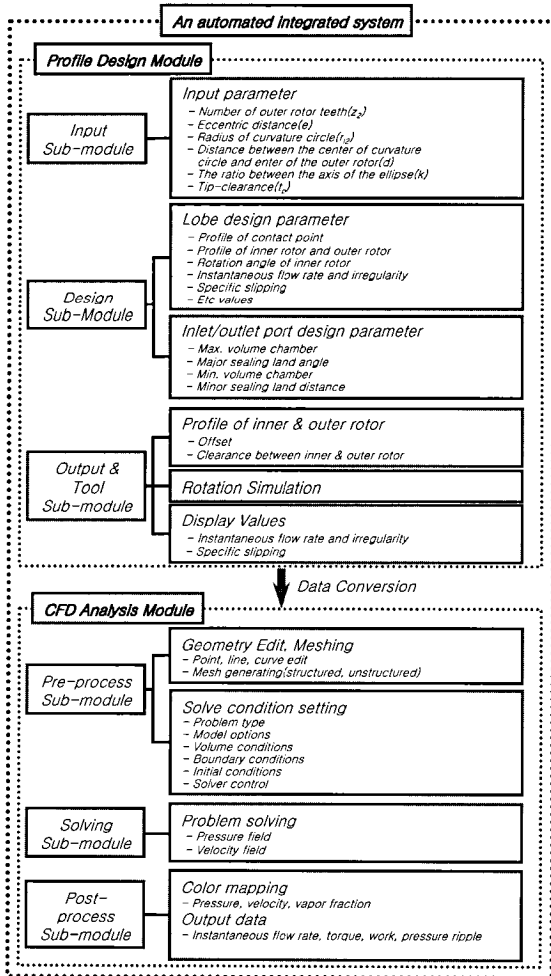 An automated integrated system
Profile Design Module
Input
Sub-module
Input parameter
- Number of outer rotor teeth(z₂)
- Eccentric distance(e)
- Radius of curvature circle(r_i2)
- Distance between the center of curvature
circle and enter of the outer rotor(d)
- The ratio between the axis of the ellipse(k)
- Tip-clearance(t_c)
Design
Sub-Module
Lobe design parameter
- Profile of contact point
- Profile of inner rotor and outer rotor
- Rotation angle of inner rotor
- Instantaneous flow rate and irregularity
- Specific slipping
- Etc values
Inlet/outlet port design parameter
- Max. volume chamber
- Major sealing land angle
- Min. volume chamber
- Minor sealing land distance
Output &
Tool
Sub-module
Profile of inner & outer rotor
- Offset
- Clearance between inner & outer rotor
Rotation Simulation
Display Values
- Instantaneous flow rate and irregularity
- Specific slipping
Data Conversion
CFD Analysis Module
Pre-process
Sub-module
Geometry Edit, Meshing
- Point, line, curve edit
- Mesh generating(structured, unstructured)
Solve condition setting
- Problem type
- Model options
- Volume conditions
- Boundary conditions
- Initial conditions
- Solver control
Solving
Sub-module
Problem solving
- Pressure field
- Velocity field
Post-
process
Sub-module
Color mapping
- Pressure, velocity, vapor fraction
Output data
- Instantaneous flow rate, torque, work, pressure ripple